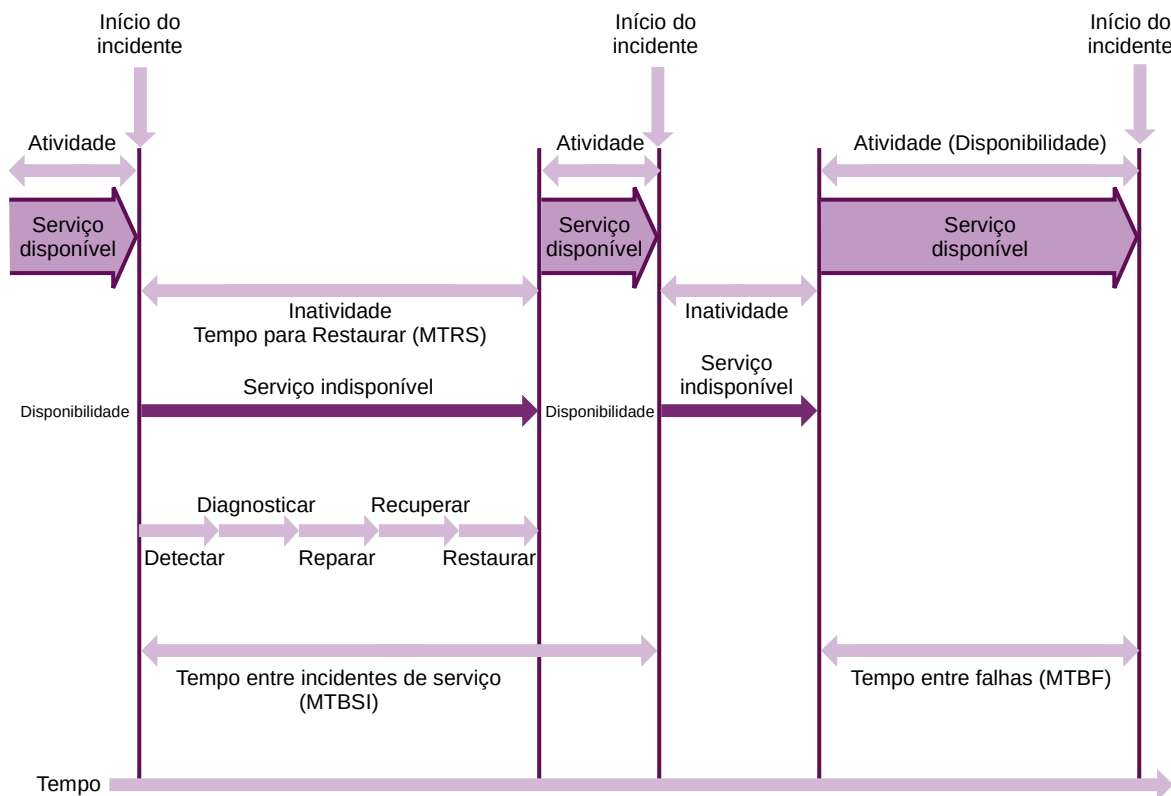 Início do
incidente
Início do
incidente
Início do
incidente
Atividade
Atividade
Atividade (Disponibilidade)
Serviço
disponível
Serviço
disponível
Serviço
disponível
Inatividade
Tempo para Restaurar (MTRS)
Inatividade
Serviço indisponível
Serviço
indisponível
Disponibilidade
Disponibilidade
Diagnosticar
Recuperar
Detectar
Reparar
Restaurar
Tempo entre incidentes de serviço
(MTBSI)
Tempo entre falhas (MTBF)
Tempo